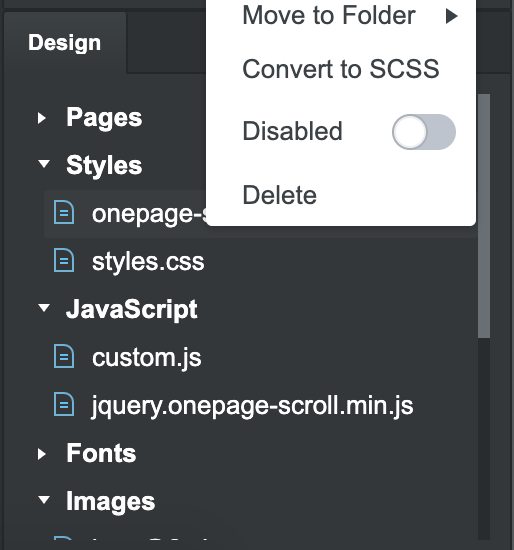 Move to Folder
Design
Convert to SCSS
Pages
Disabled
Styles
Delete
onepage-
styles.css
JavaScript
custom.js
jquery.onepage-scroll.min.js
Fonts
Images